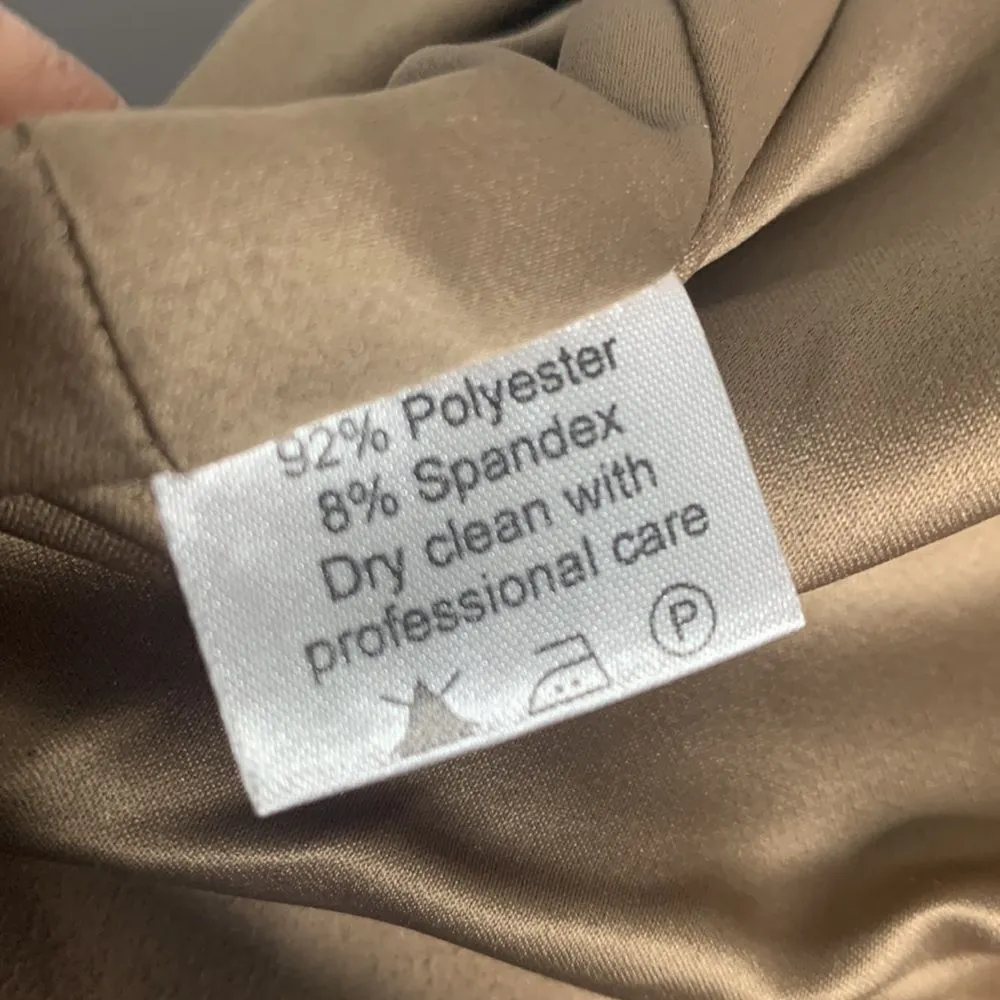 92% Polyester
8% Spandex
Dry clean with
professional care
P